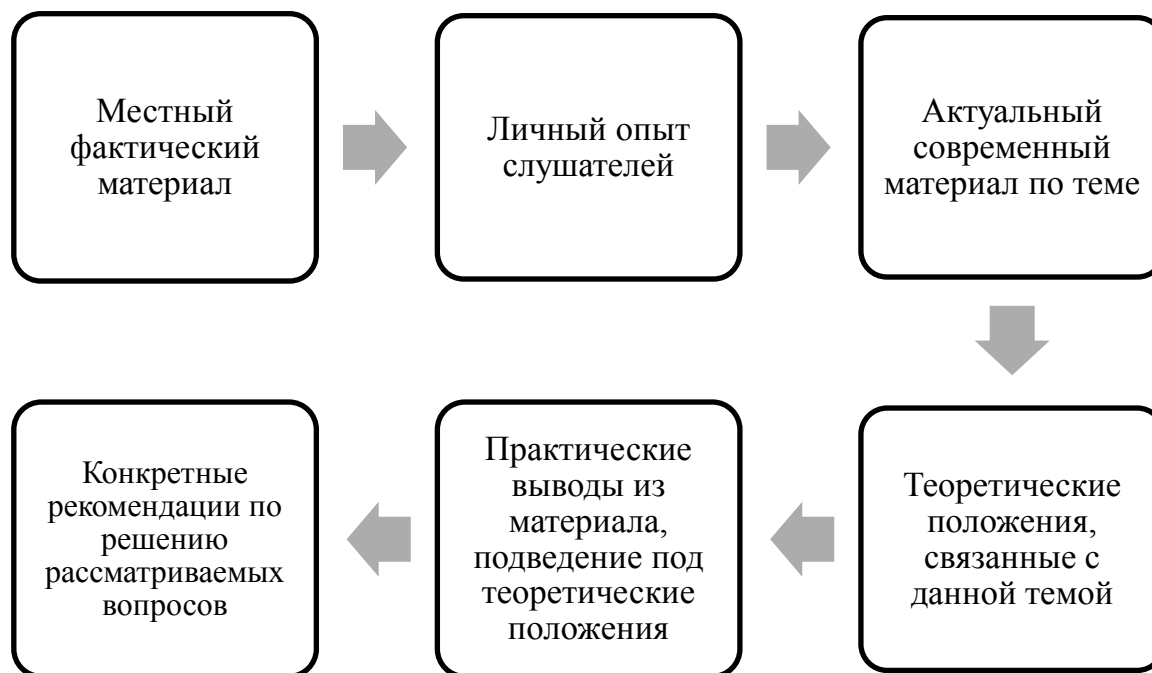 Местный
фактический
материал
Личный опыт
слушателей
Актуальный
современный
материал по теме
Теоретические
положения,
связанные с
данной темой
Практические
выводы из
материала,
подведение под
теоретические
положения
Конкретные
рекомендации по
решению
рассматриваемых
вопросов